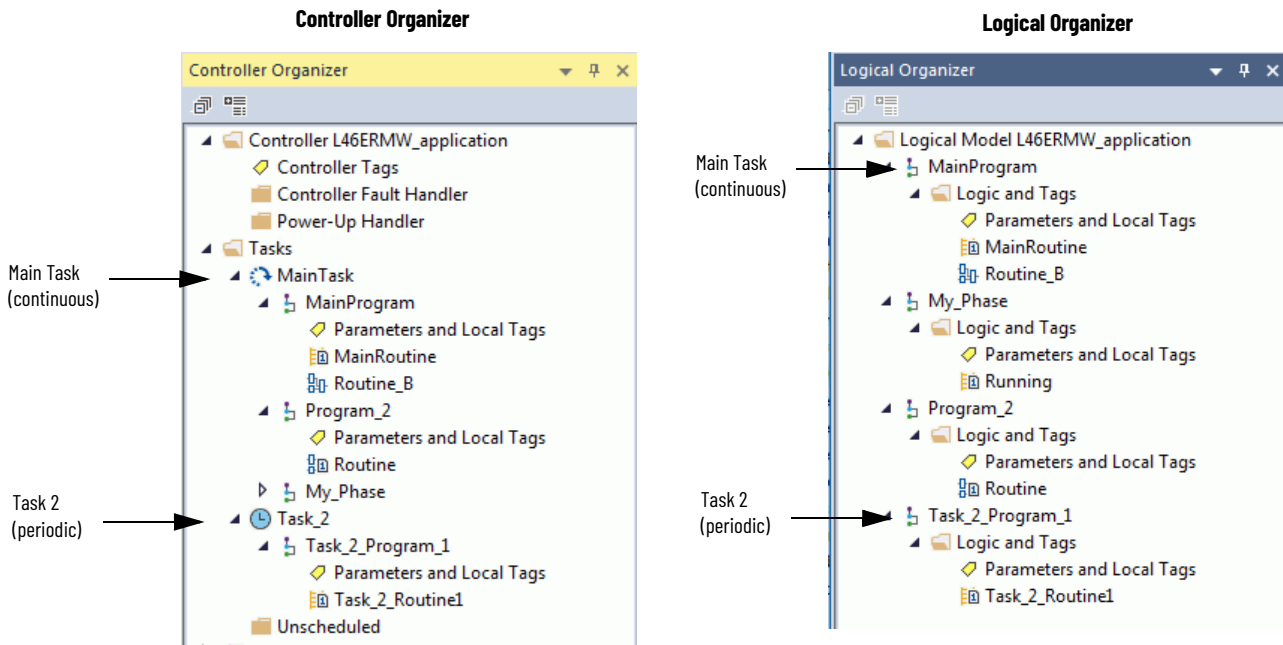 Controller Organizer
Controller Organizer
Controller L46ERMW_application
Controller Tags
Controller Fault Handler
Power-Up Handler
Tasks
Main Task
(continuous)
MainTask
MainProgram
Parameters and Local Tags
MainRoutine
Routine_B
Program_2
Parameters and Local Tags
Routine
My_Phase
Task 2
(periodic)
Task_2
Task_2_Program_1
Parameters and Local Tags
Task_2_Routine1
Unscheduled
Logical Organizer
Logical Organizer
Logical Model L46ERMW_application
Main Task
(continuous)
MainProgram
Logic and Tags
Parameters and Local Tags
MainRoutine
Routine_B
My_Phase
Logic and Tags
Parameters and Local Tags
Running
Program_2
Logic and Tags
Parameters and Local Tags
Routine
Task 2
(periodic)
Task_2_Program_1
Logic and Tags
Parameters and Local Tags
Task_2_Routine1